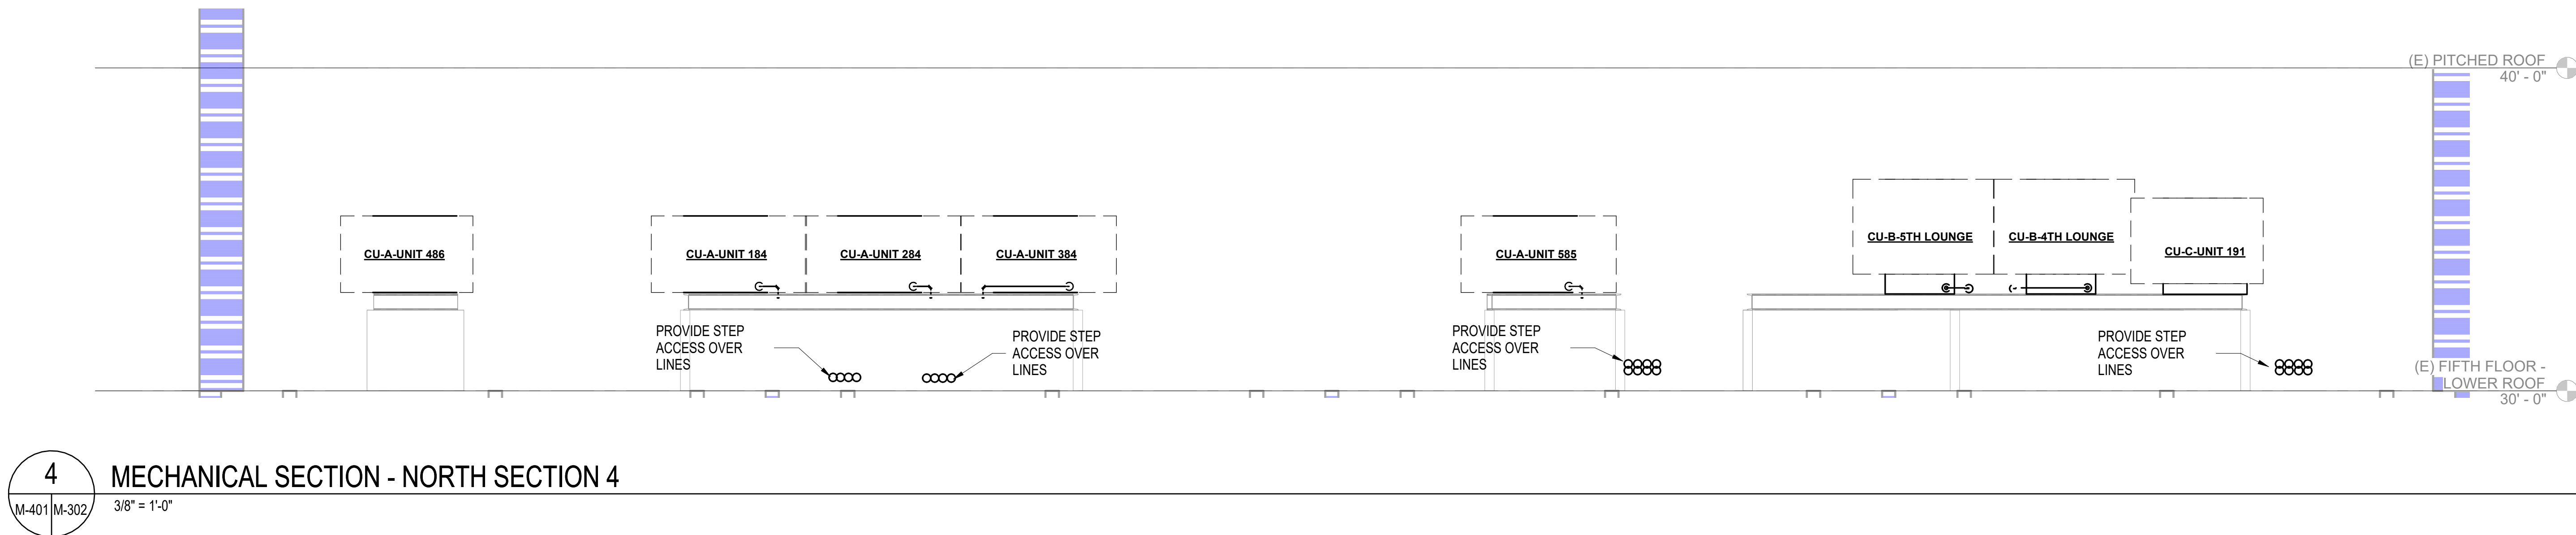 (E) PITCHED ROOF
40' - 0"
CU-A-UNIT 486
CU-A-UNIT 184
CU-A-UNIT 284
CU-A-UNIT 384
CU-A-UNIT 585
CU-B-5TH LOUNGE
CU-B-4TH LOUNGE
CU-C-UNIT 191
PROVIDE STEP
ACCESS OVER
LINES
PROVIDE STEP
ACCESS OVER
LINES
PROVIDE STEP
ACCESS OVER
LINES
PROVIDE STEP
ACCESS OVER
LINES
(E) FIFTH FLOOR -
LOWER ROOF
30' - 0"
4
M-401 M-302
MECHANICAL SECTION - NORTH SECTION 4
3/8" = 1'-0"